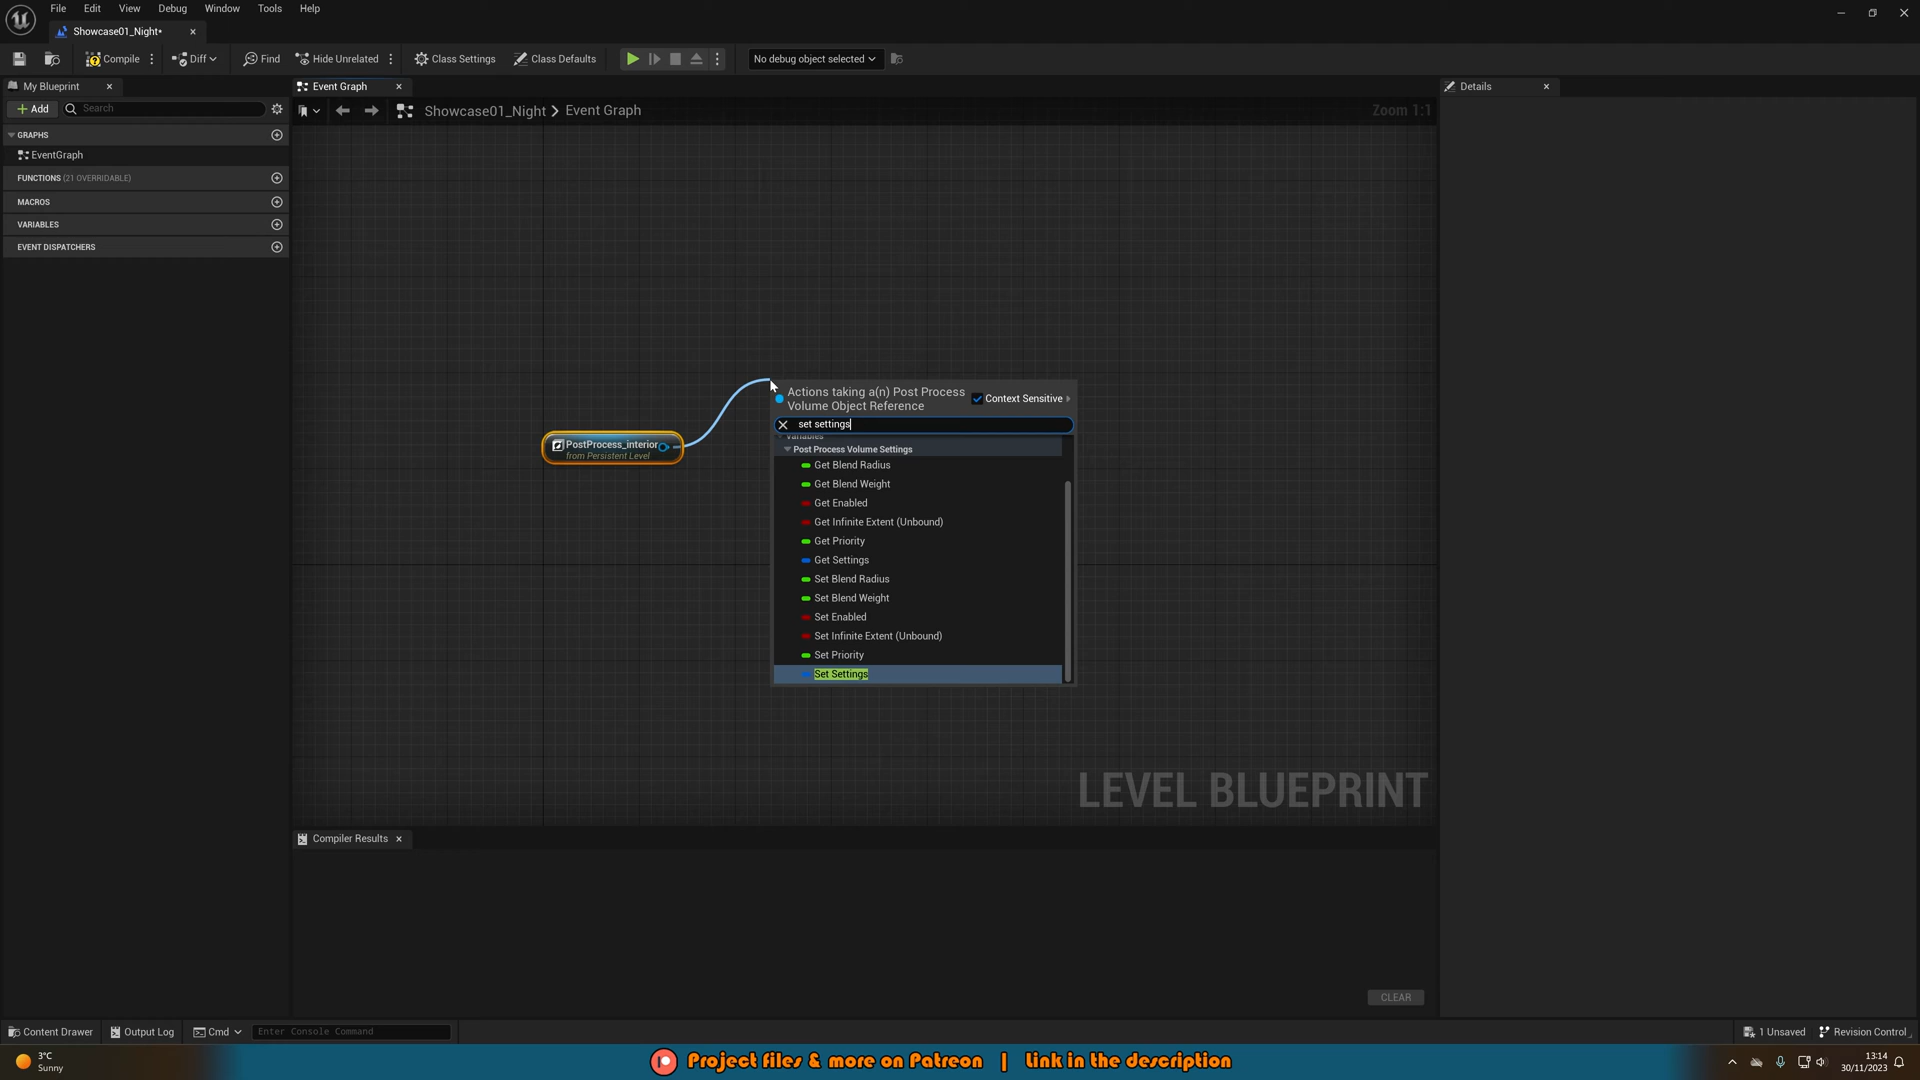 File Edit View Debug Window Tools Help
Showcase01_Night*
Compile Diff Find Hide Unrelated Class Settings Class Defaults No debug object selected
My Blueprint Event Graph Details
Add Search Showcase01_Night > Event Graph Zoom 1:1
GRAPHS
EventGraph
FUNCTIONS (21 OVERRIDABLE)
MACROS
VARIABLES
EVENT DISPATCHERS
PostProcess_interior
from Persistent Level
Actions taking a(n) Post Process
Volume Object Reference
Context Sensitive
set settings
Variables
Post Process Volume Settings
Get Blend Radius
Get Blend Weight
Get Enabled
Get Infinite Extent (Unbound)
Get Priority
Get Settings
Set Blend Radius
Set Blend Weight
Set Enabled
Set Infinite Extent (Unbound)
Set Priority
Set Settings
LEVEL BLUEPRINT
Compiler Results
CLEAR
Content Drawer Output Log Cmd Enter Console Command 1 Unsaved Revision Control
3°C
Sunny
Project files & more on Patreon | Link in the description
13:14
30/11/2023